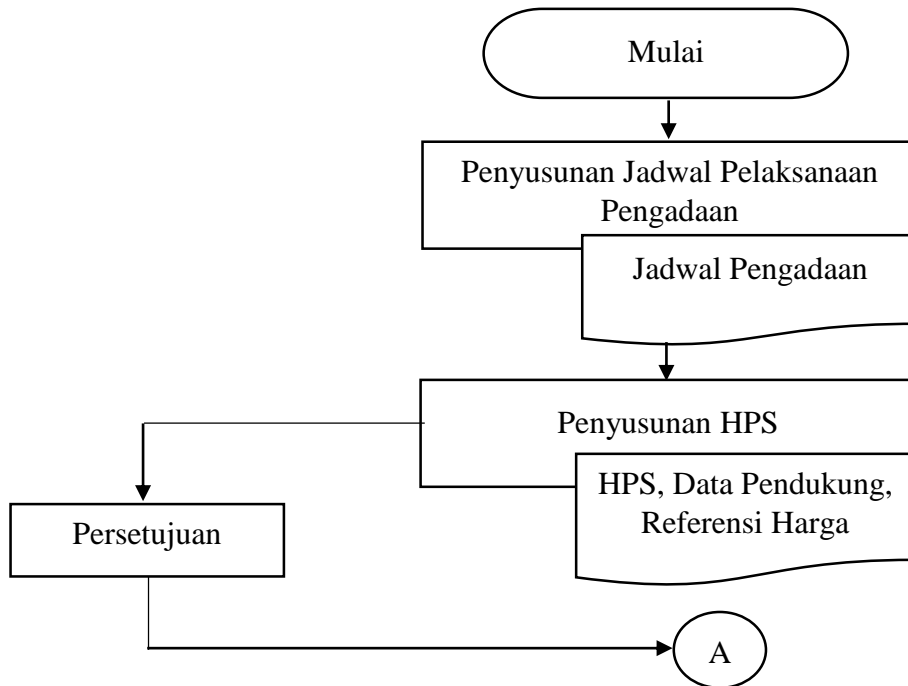 Mulai
Penyusunan Jadwal Pelaksanaan
Pengadaan
Jadwal Pengadaan
Penyusunan HPS
HPS, Data Pendukung,
Referensi Harga
Persetujuan
A